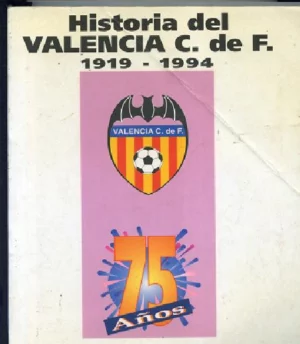 Historia del
VALENCIA C. de F.
1919 - 1994
VALENCIA C. de F.
75
Años